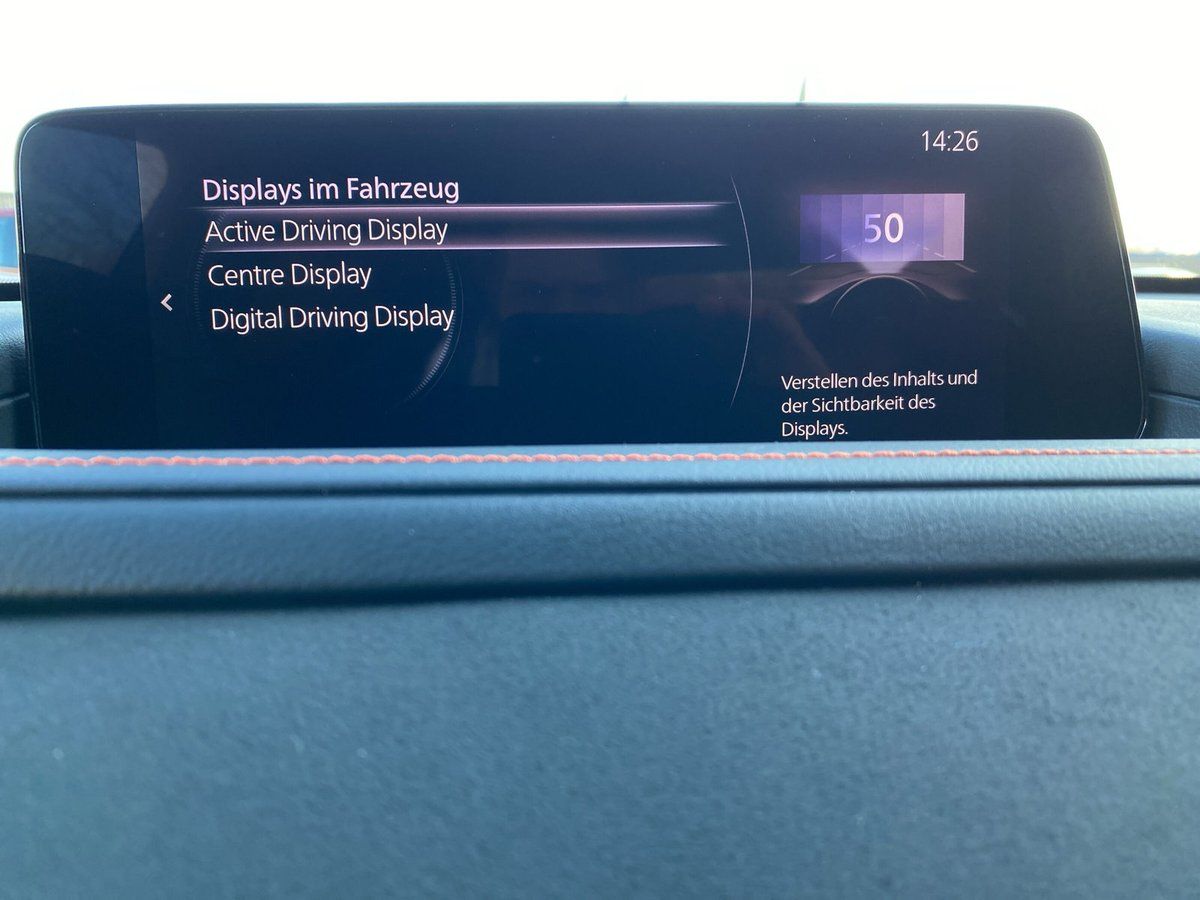 14:26
Displays im Fahrzeug
Active Driving Display
Centre Display
Digital Driving Display
50
Verstellen des Inhalts und
der Sichtbarkeit des
Displays.